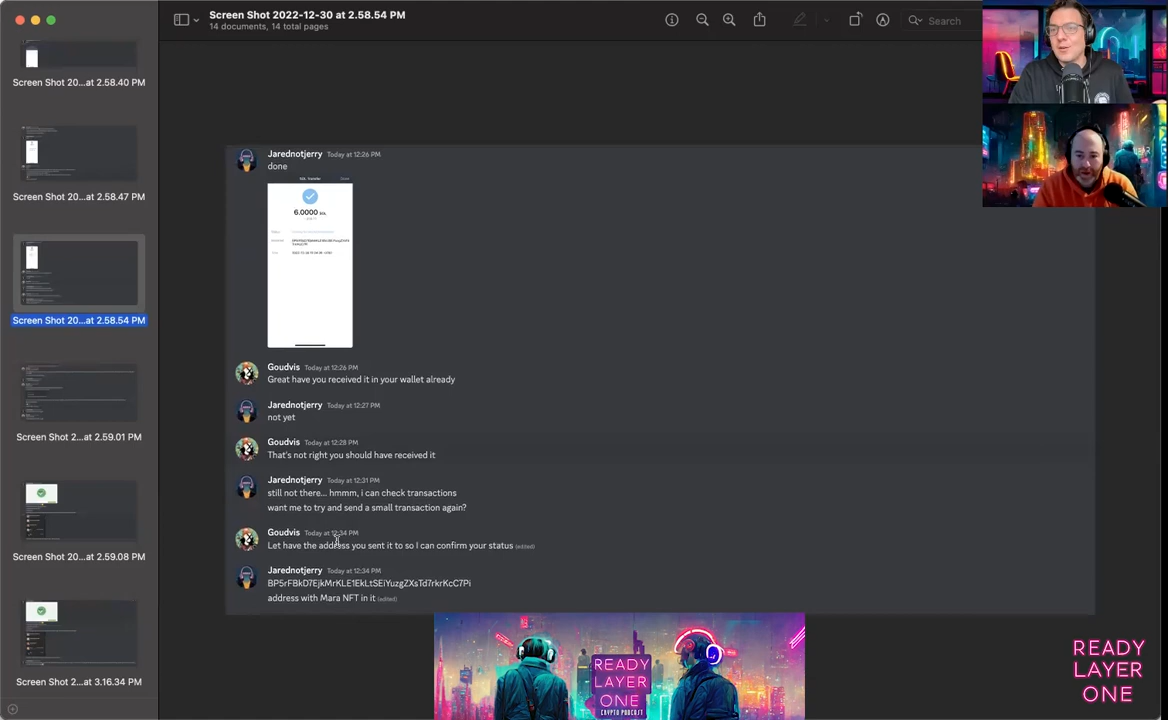 Screen Shot 2022-12-30 at 2.58.54 PM
14 documents, 14 total pages
Search
Screen Shot 20...at 2.58.40 PM
Screen Shot 20...at 2.58.47 PM
Screen Shot 20...at 2.58.54 PM
Screen Shot 2...at 2.59.01 PM
Screen Shot 20...at 2.59.08 PM
Screen Shot 2...at 3.16.34 PM
Jarednotjerry Today at 12:26 PM
done
SOL Transfer
6.0000 SOL
Goudvis Today at 12:26 PM
Great have you received it in your wallet already
Jarednotjerry Today at 12:27 PM
not yet
Goudvis Today at 12:28 PM
That's not right you should have received it
Jarednotjerry Today at 12:31 PM
still not there... hmmm, i can check transactions
want me to try and send a small transaction again?
Goudvis Today at 12:34 PM
Let have the address you sent it to so I can confirm your status (edited)
Jarednotjerry Today at 12:34 PM
BP5rFBkD7EjkMrKLE1EkLtSEiYuzgZXsTd7rkrKcC7Pi
address with Mara NFT in it (edited)
READY
LAYER
ONE
CRYPTO PODCAST
READY
LAYER
ONE